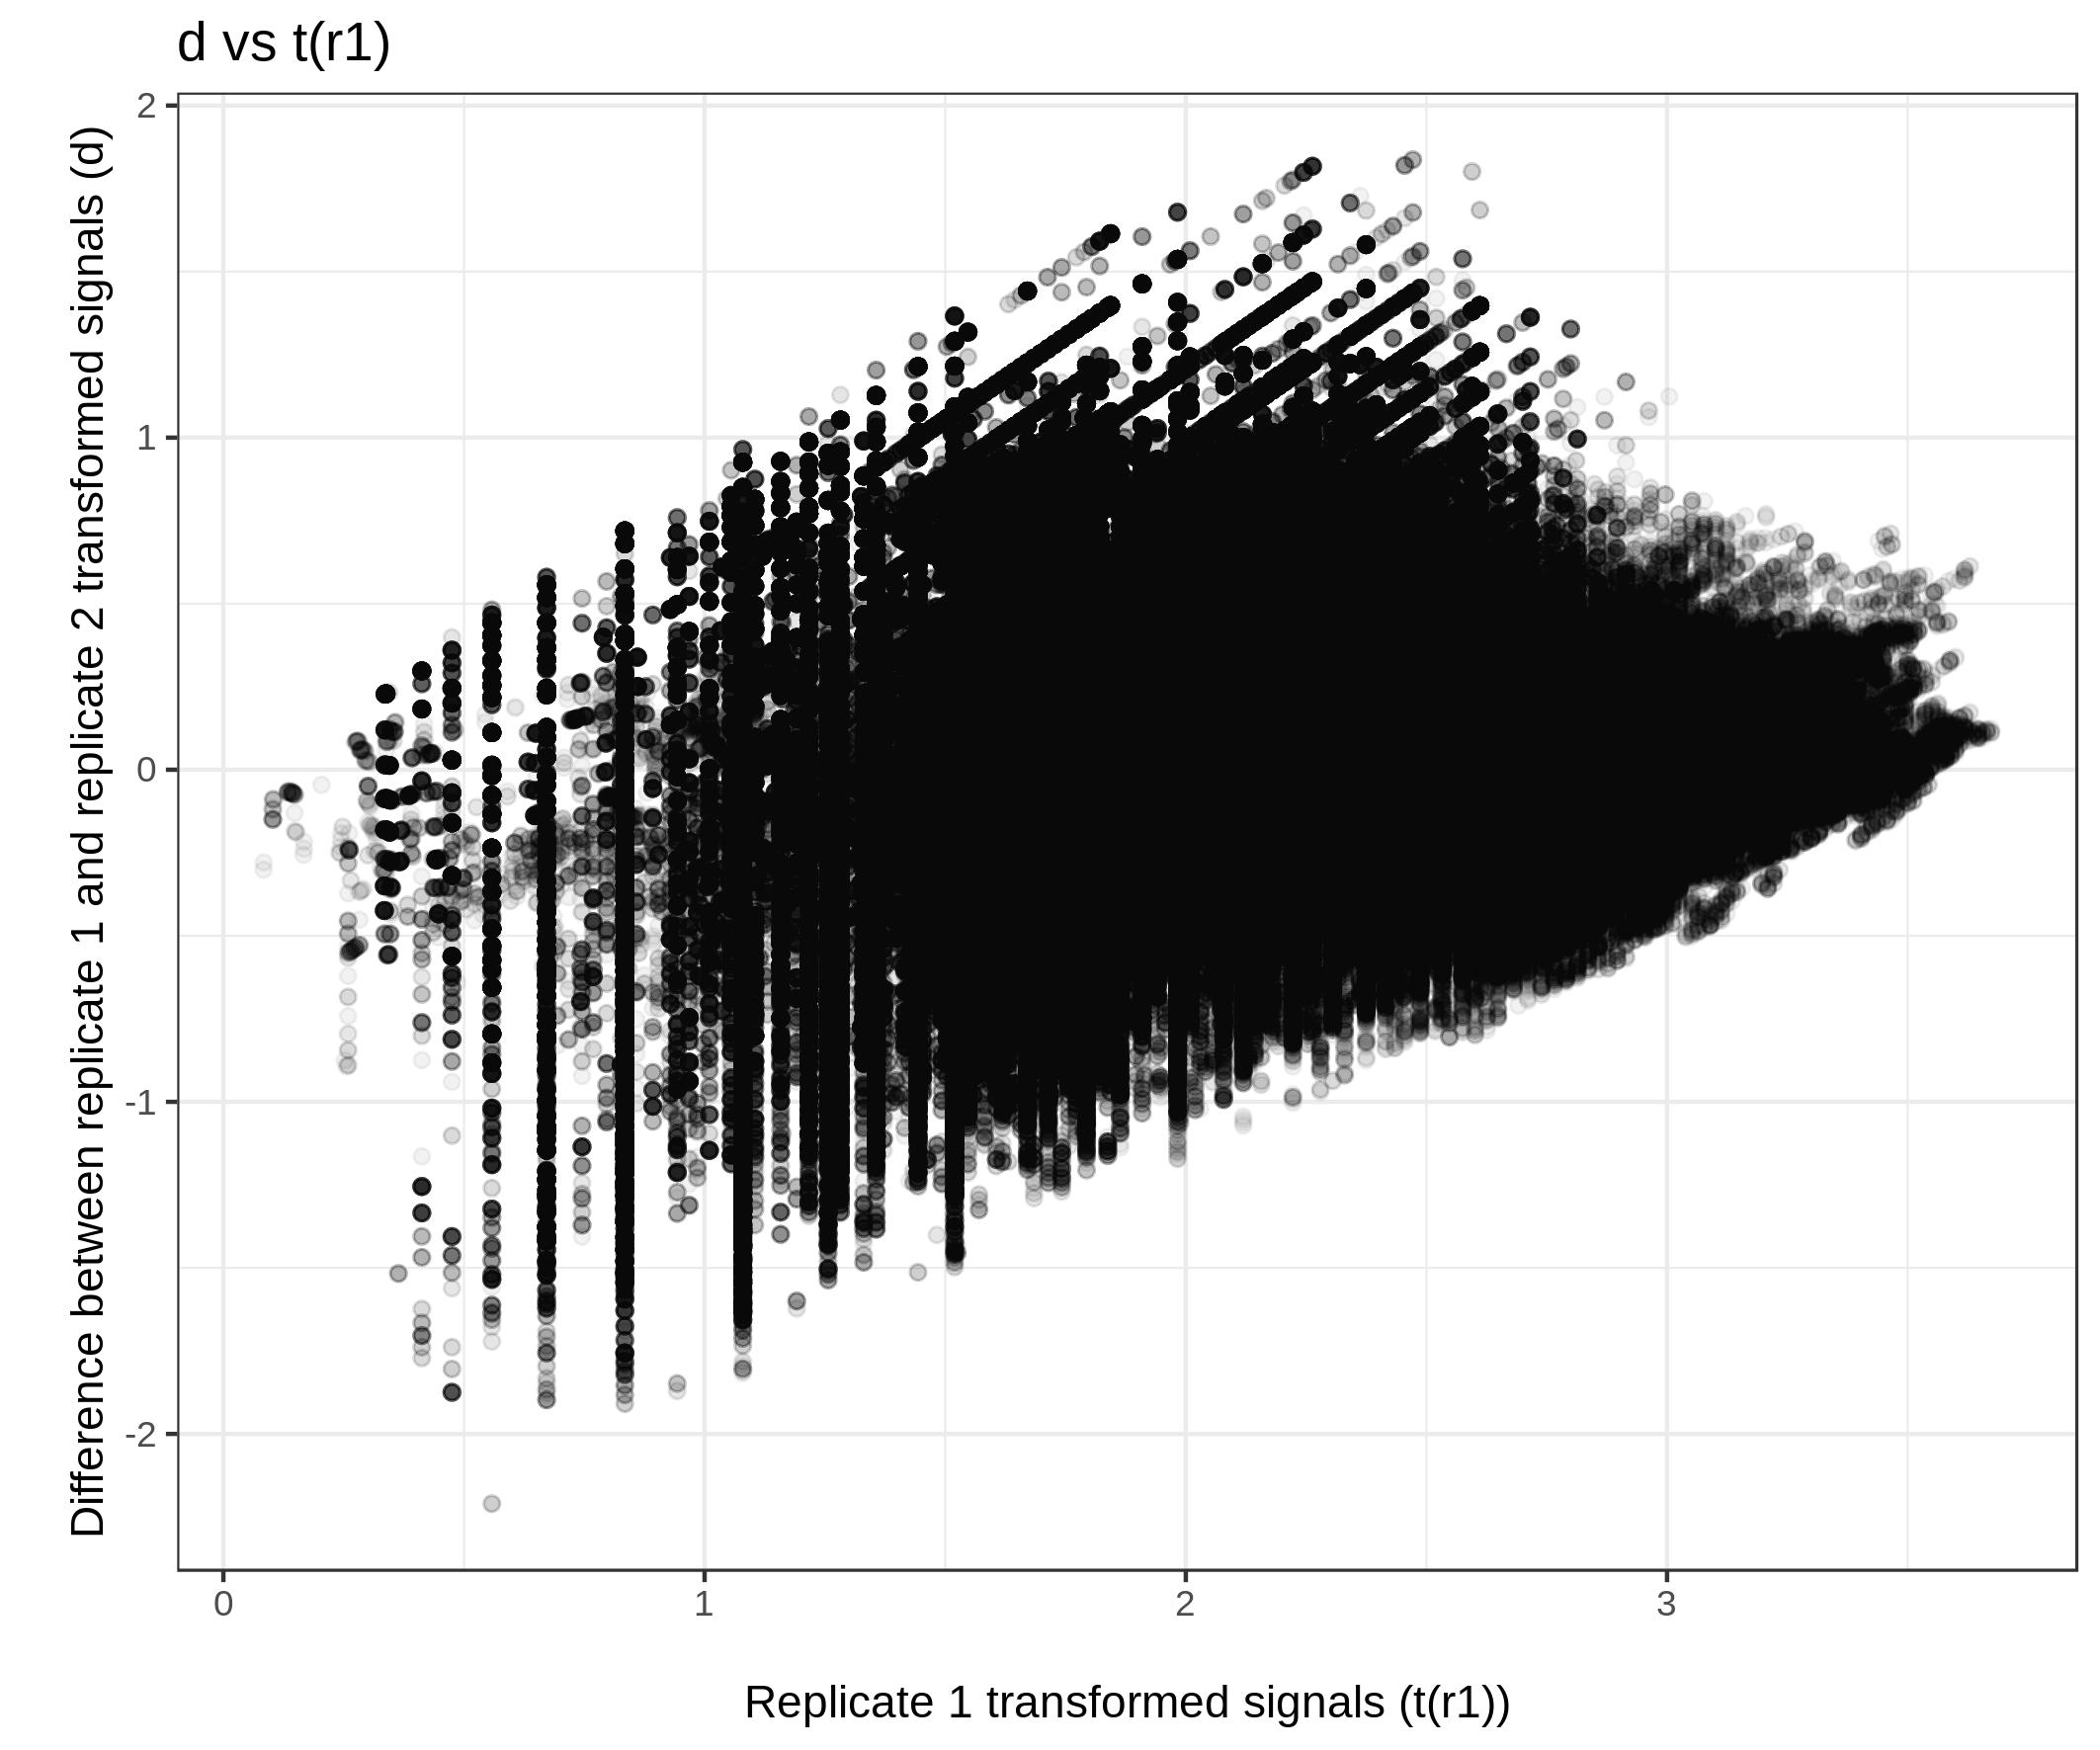 d vs t(r1)
Difference between replicate 1 and replicate 2 transformed signals (d)
2
1
0
-1
-2
0 1 2 3
Replicate 1 transformed signals (t(r1))